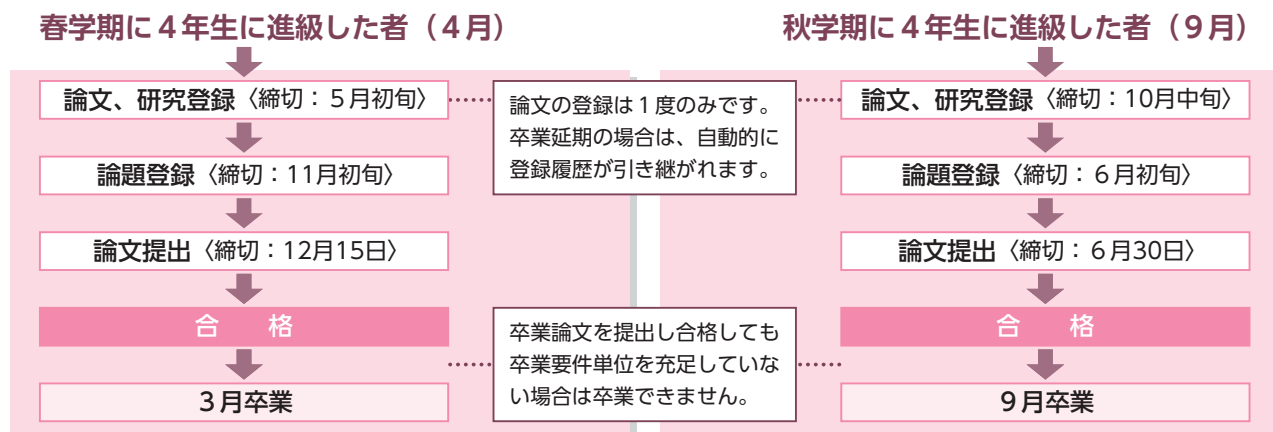 春学期に4年生に進級した者（4月）
論文、研究登録〈締切：5月初旬〉
論題登録〈締切：11月初旬〉
論文提出〈締切：12月15日〉
合　格
3月卒業
論文の登録は1度のみです。
卒業延期の場合は、自動的に
登録履歴が引き継がれます。
卒業論文を提出し合格しても
卒業要件単位を充足していな
い場合は卒業できません。
秋学期に4年生に進級した者（9月）
論文、研究登録〈締切：10月中旬〉
論題登録〈締切：6月初旬〉
論文提出〈締切：6月30日〉
合　格
9月卒業